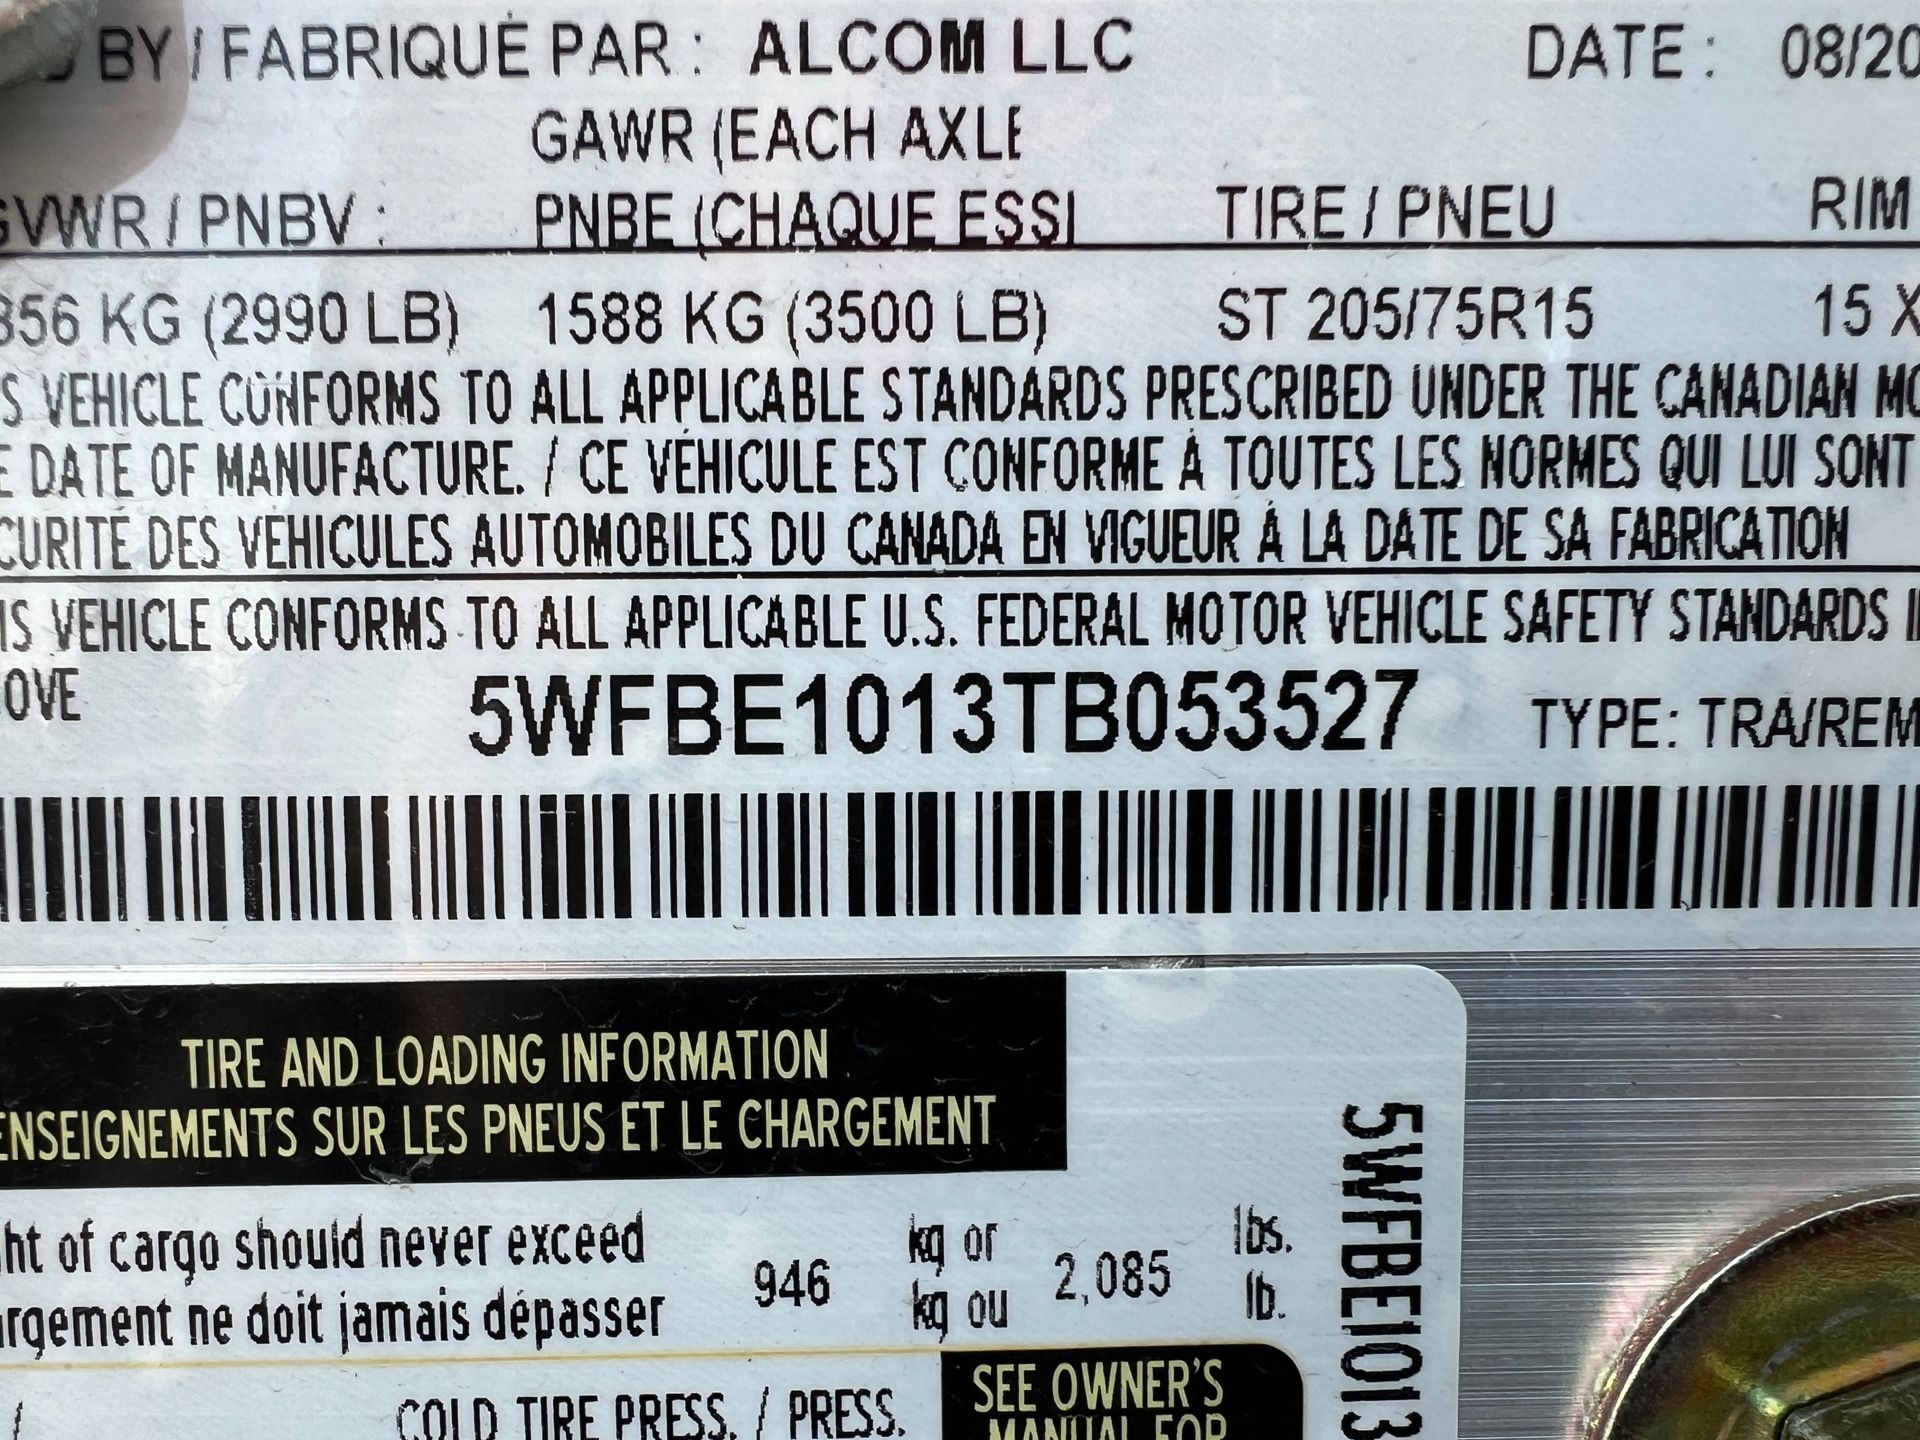 BY / FABRIQUÉ PAR : ALCOM LLC DATE : 08/20
GAWR (EACH AXLE
GVWR / PNBV : PNBE (CHAQUE ESSI TIRE / PNEU RIM
856 KG (2990 LB) 1588 KG (3500 LB) ST 205/75R15 15 X
S VEHICLE CONFORMS TO ALL APPLICABLE STANDARDS PRESCRIBED UNDER THE CANADIAN MO
E DATE OF MANUFACTURE. / CE VÉHICULE EST CONFORME À TOUTES LES NORMES QUI LUI SONT
CURITE DES VEHICULES AUTOMOBILES DU CANADA EN VIGUEUR À LA DATE DE SA FABRICATION
IS VEHICLE CONFORMS TO ALL APPLICABLE U.S. FEDERAL MOTOR VEHICLE SAFETY STANDARDS I
OVE 5WFBE1013TB053527 TYPE: TRA/REM
TIRE AND LOADING INFORMATION
ENSEIGNEMENTS SUR LES PNEUS ET LE CHARGEMENT
ht of cargo should never exceed 946 kg or 2,085 lbs.
argement ne doit jamais dépasser kg ou lb.
/ COLD TIRE PRESS. / PRESS.
SEE OWNER'S
MANUAL FOR
5WFBE1013